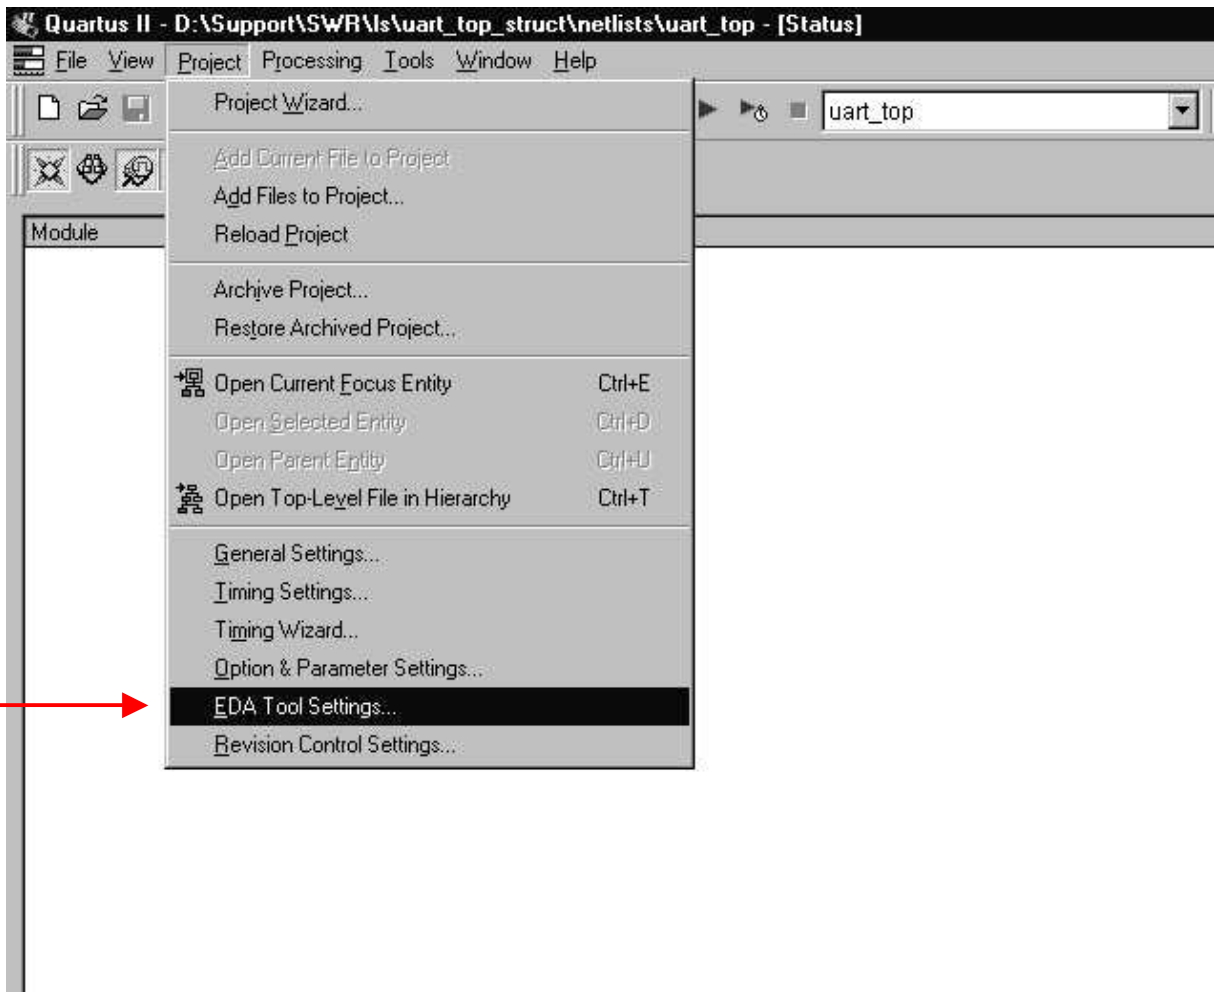 Quartus II - D:\Support\SWR\ls\uart_top_struct\netlists\uart_top - [Status]
File View Project Processing Tools Window Help
Project Wizard...
uart_top
Add Current File to Project
Add Files to Project...
Module
Reload Project
Archive Project...
Restore Archived Project...
Open Current Focus Entity Ctrl+E
Open Selected Entity Ctrl+D
Open Parent Entity Ctrl+U
Open Top-Level File in Hierarchy Ctrl+T
General Settings...
Timing Settings...
Timing Wizard...
Option & Parameter Settings...
EDA Tool Settings...
Revision Control Settings...